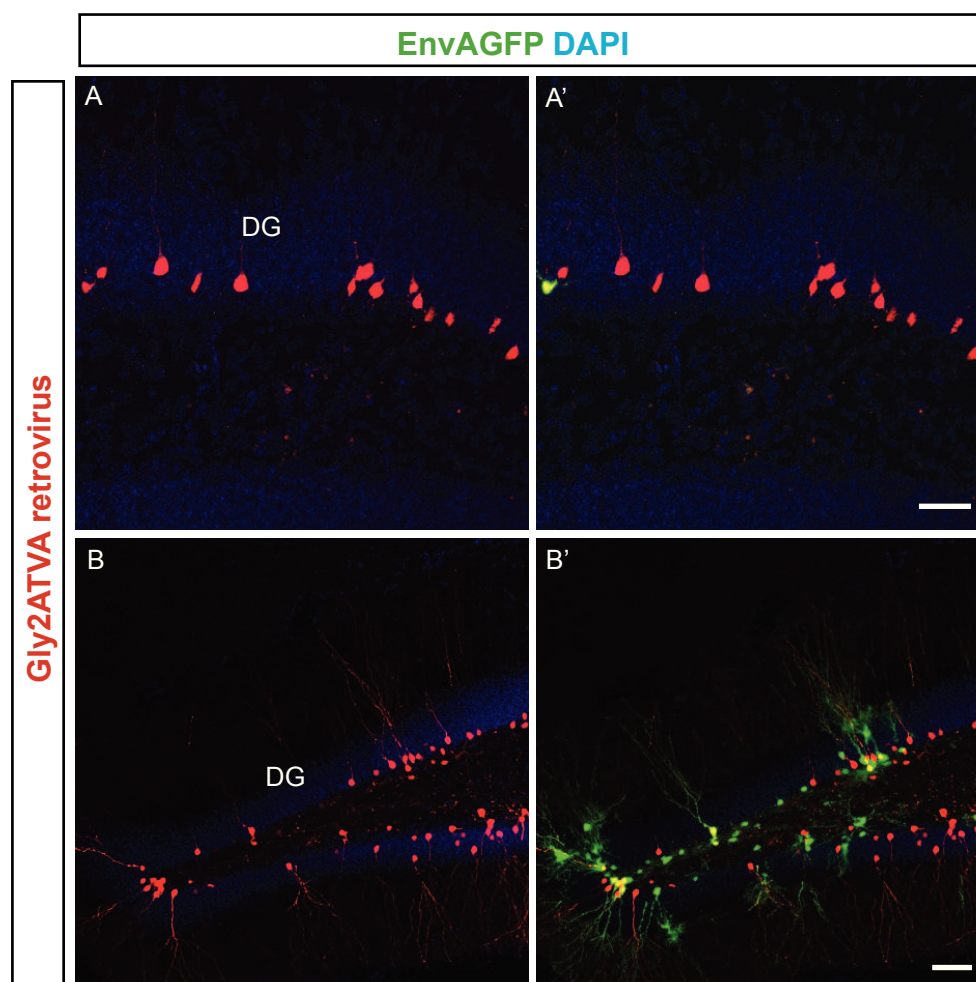 EnvAGFP DAPI
Gly2ATVA retrovirus
A
DG
A’
B
DG
B’